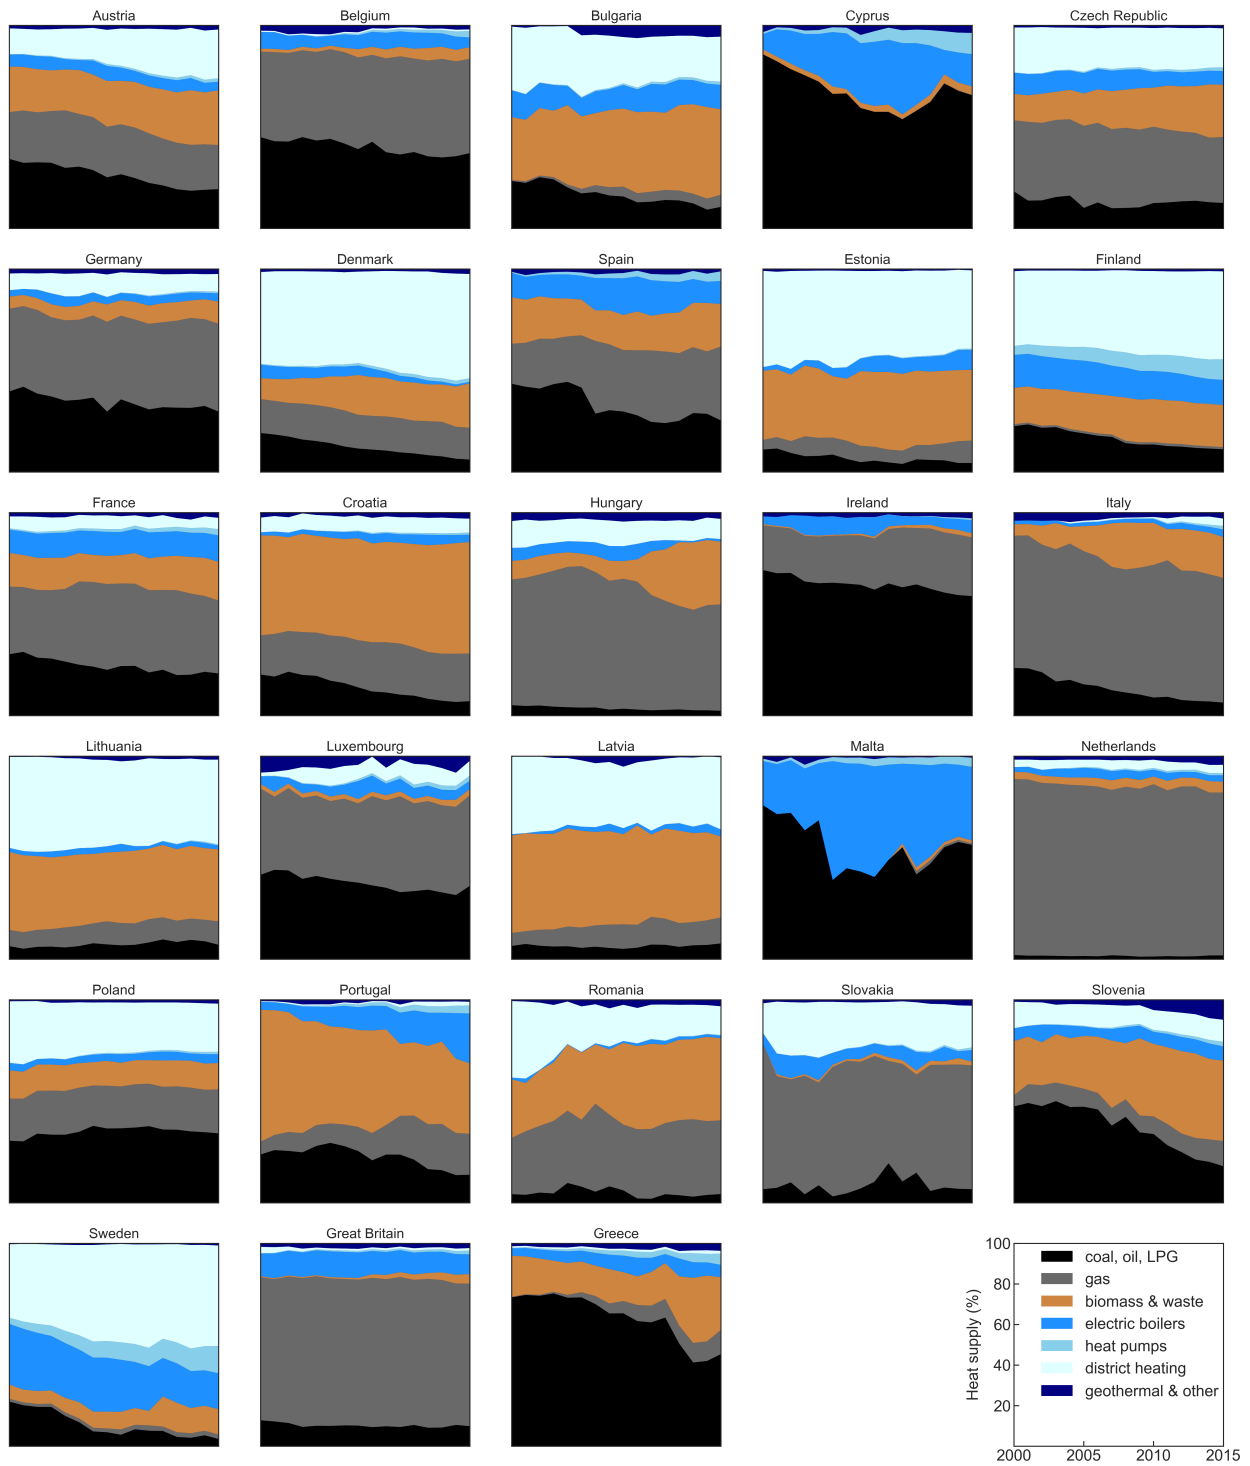 Austria
Belgium
Bulgaria
Cyprus
Czech Republic
Germany
Denmark
Spain
Estonia
Finland
France
Croatia
Hungary
Ireland
Italy
Lithuania
Luxembourg
Latvia
Malta
Netherlands
Poland
Portugal
Romania
Slovakia
Slovenia
Sweden
Great Britain
Greece
Heat supply (%)
100
80
60
40
20
coal, oil, LPG
gas
biomass & waste
electric boilers
heat pumps
district heating
geothermal & other
2000
2005
2010
2015